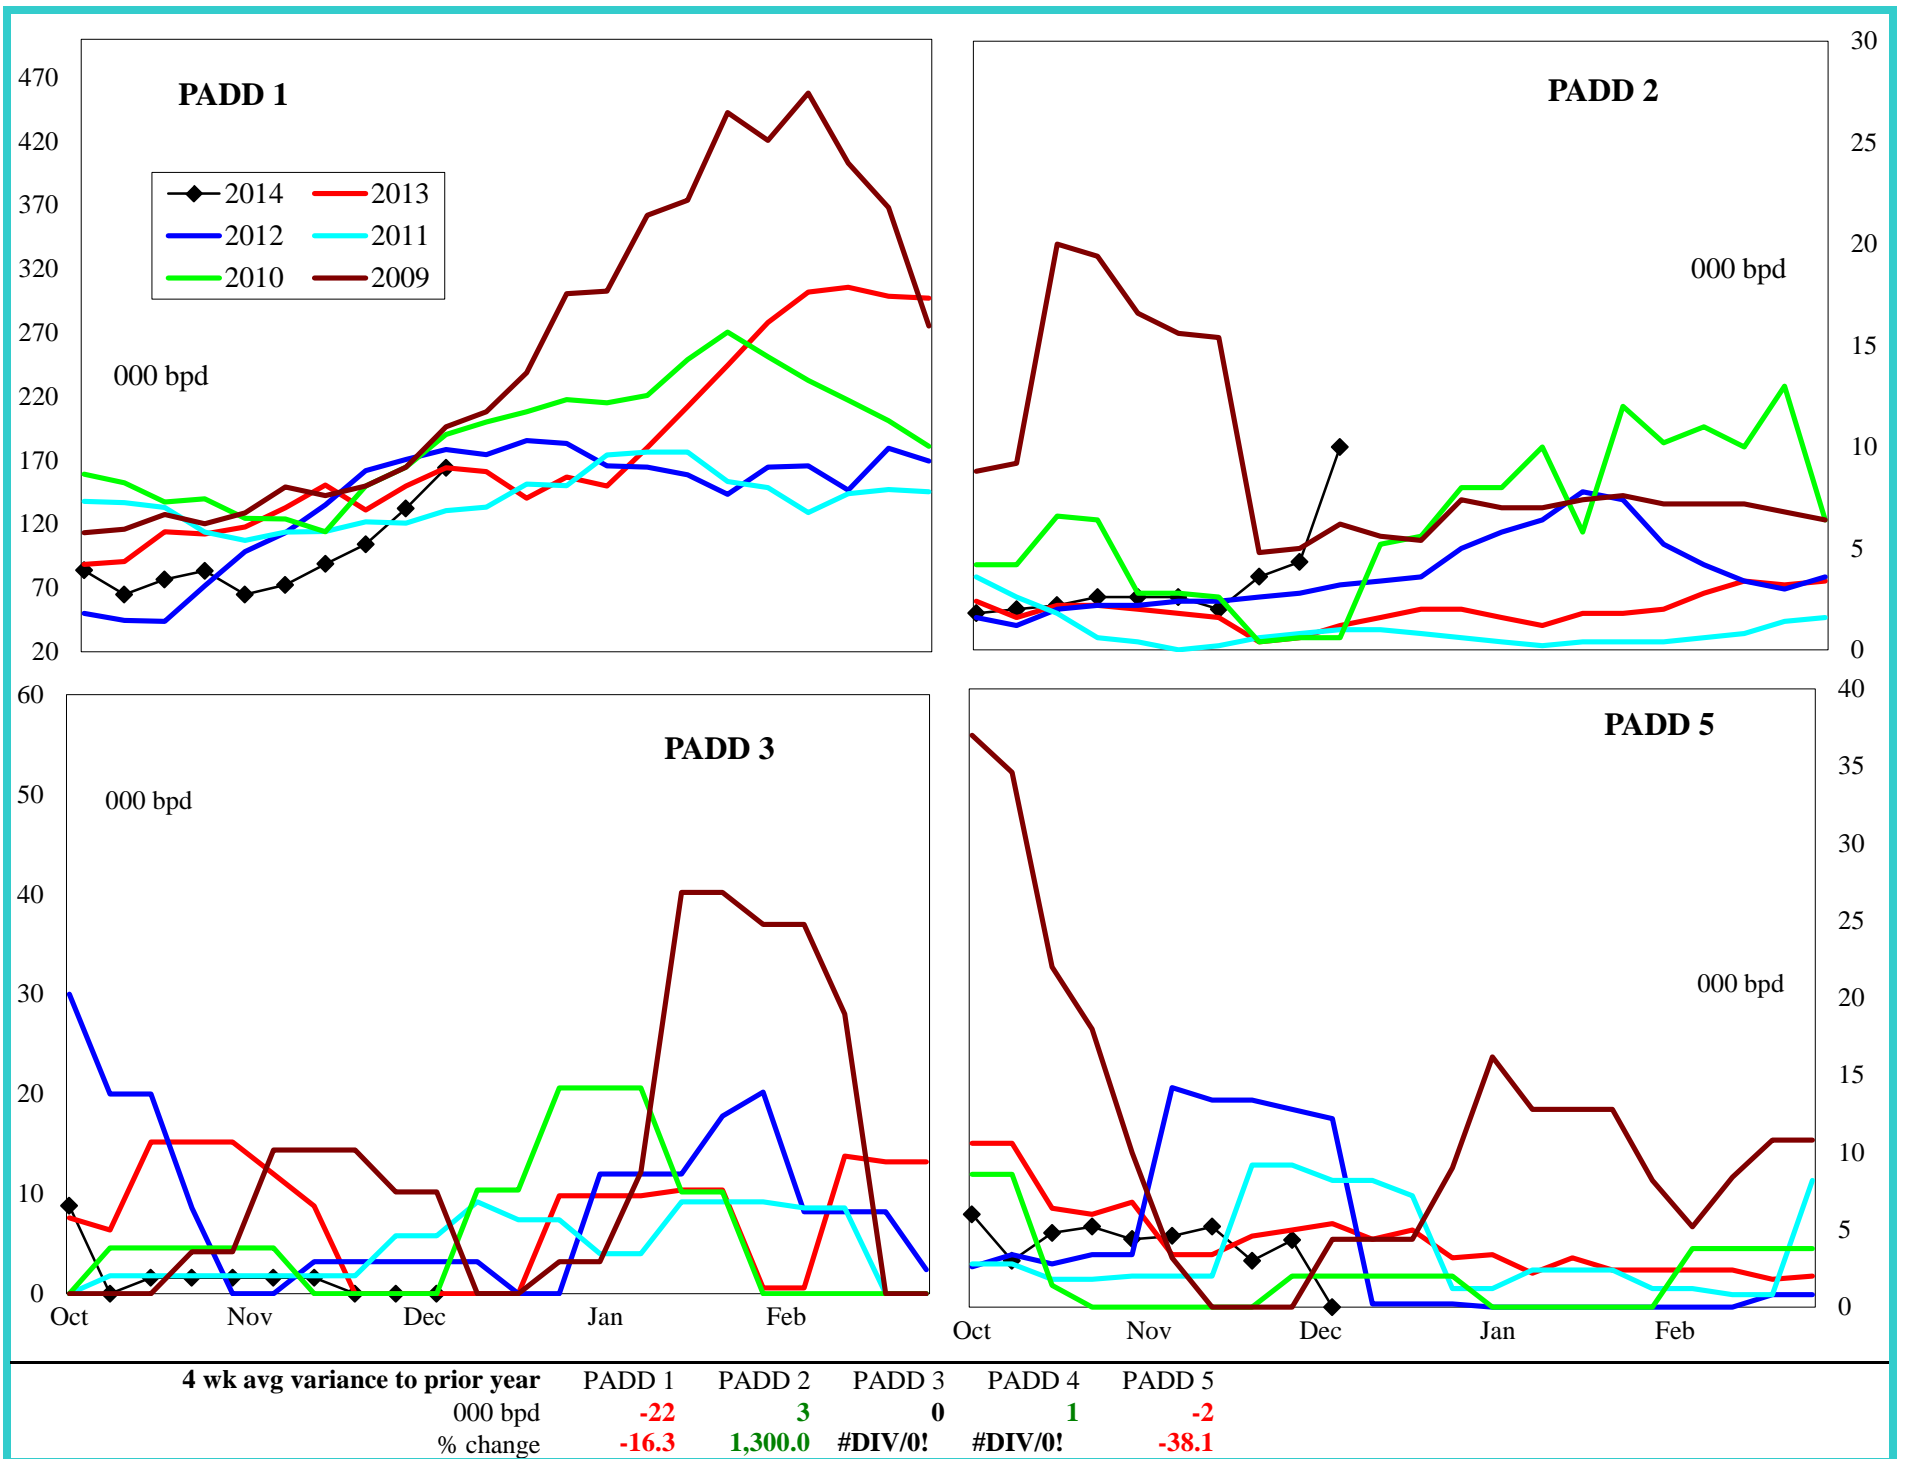 PADD 1
470
420
370
320
270
220
170
120
70
20
000 bpd
2014 2013
2012 2011
2010 2009
PADD 2
30
25
20
15
10
5
0
000 bpd
PADD 3
60
50
40
30
20
10
0
000 bpd
Oct Nov Dec Jan Feb
PADD 5
40
35
30
25
20
15
10
5
0
000 bpd
Oct Nov Dec Jan Feb
4 wk avg variance to prior year PADD 1 PADD 2 PADD 3 PADD 4 PADD 5
000 bpd -22 3 0 1 -2
% change -16.3 1,300.0 #DIV/0! #DIV/0! -38.1